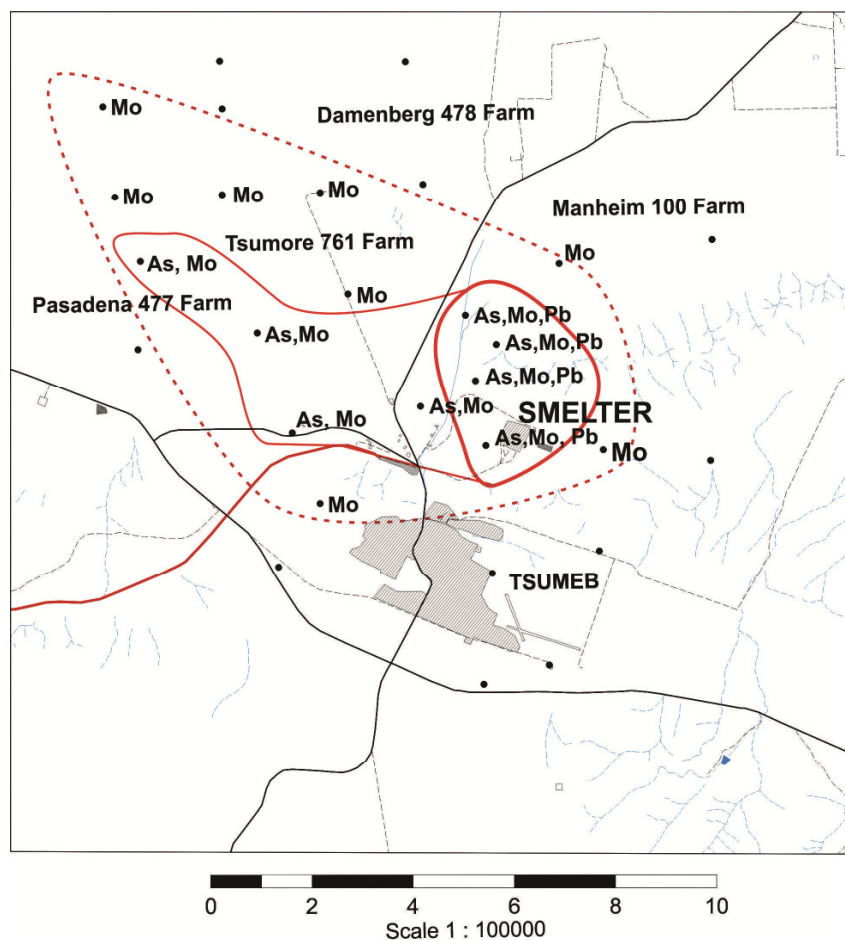 Mo
Damenberg 478 Farm
Mo
Mo
Mo
Manheim 100 Farm
Tsumore 761 Farm
Mo
As, Mo
Pasadena 477 Farm
Mo
As,Mo,Pb
As,Mo
As,Mo,Pb
As,Mo,Pb
As,Mo
SMELTER
As, Mo
As,Mo, Pb
Mo
Mo
TSUMEB
0 2 4 6 8 10
Scale 1 : 100000